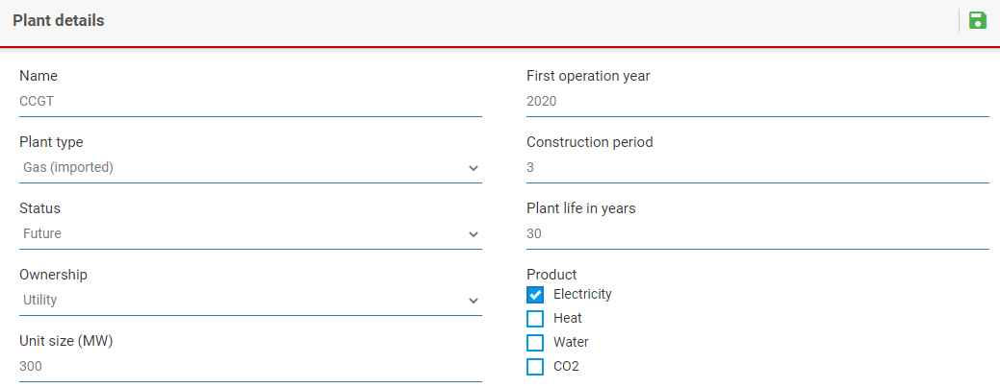 Plant details
Name
CCGT
Plant type
Gas (imported)
Status
Future
Ownership
Utility
Unit size (MW)
300
First operation year
2020
Construction period
3
Plant life in years
30
Product
Electricity
Heat
Water
CO2